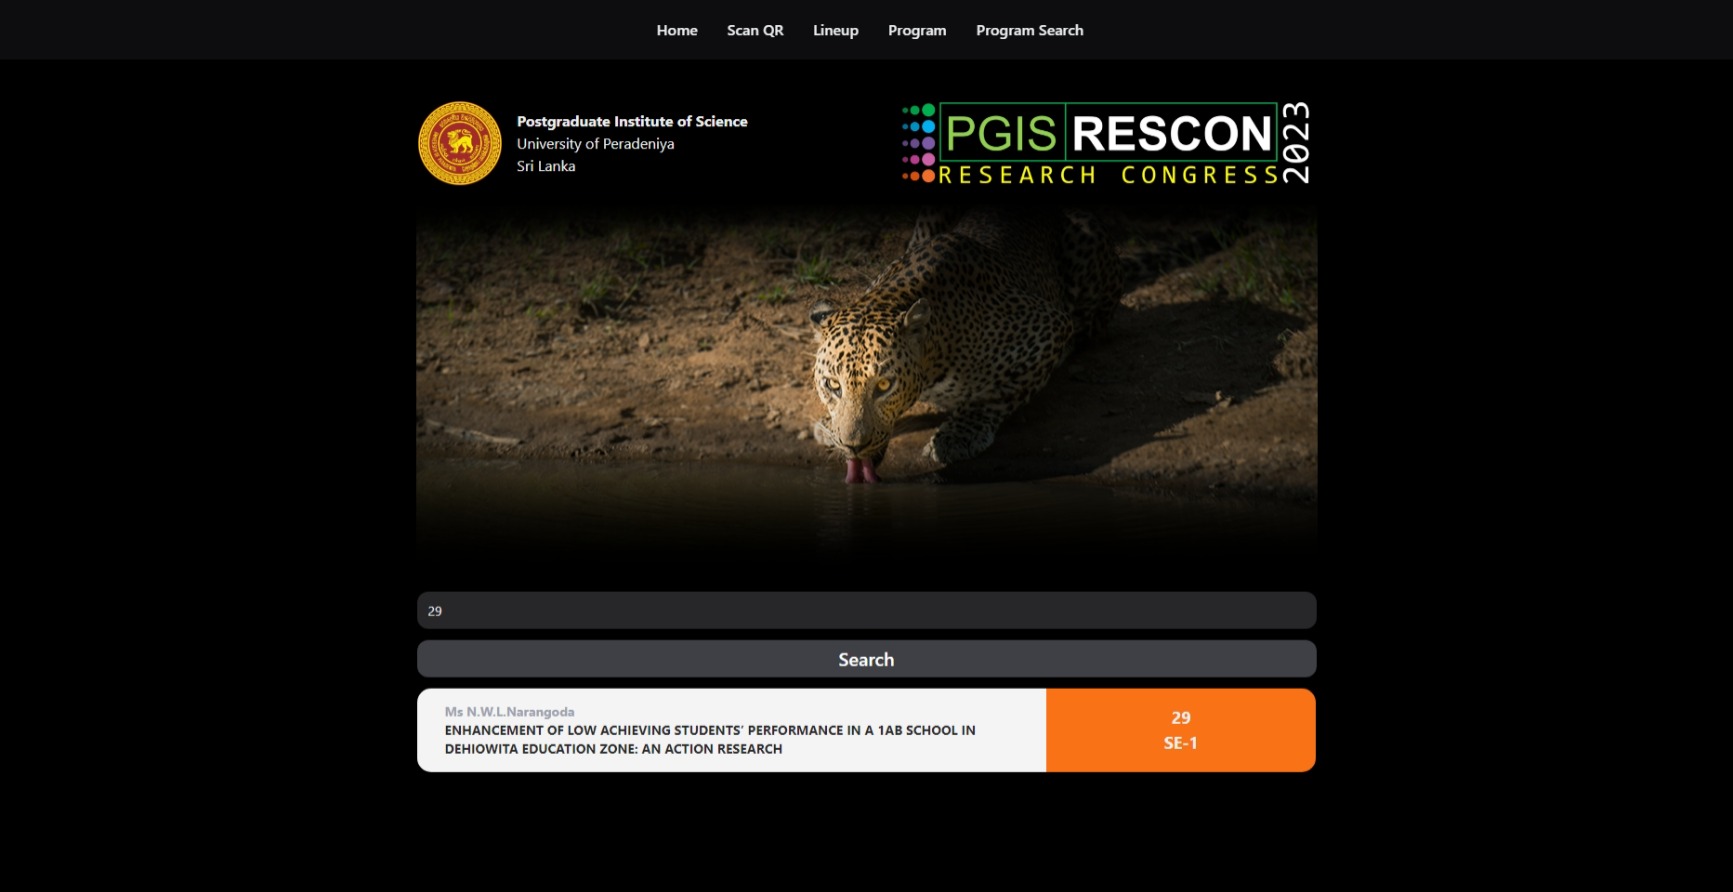 Home Scan QR Lineup Program Program Search
Postgraduate Institute of Science
University of Peradeniya
Sri Lanka
PGIS RESCON
RESEARCH CONGRESS
2023
29
Search
Ms N.W.L.Narangoda
ENHANCEMENT OF LOW ACHIEVING STUDENTS’ PERFORMANCE IN A 1AB SCHOOL IN
DEHIOWITA EDUCATION ZONE: AN ACTION RESEARCH
29
SE-1